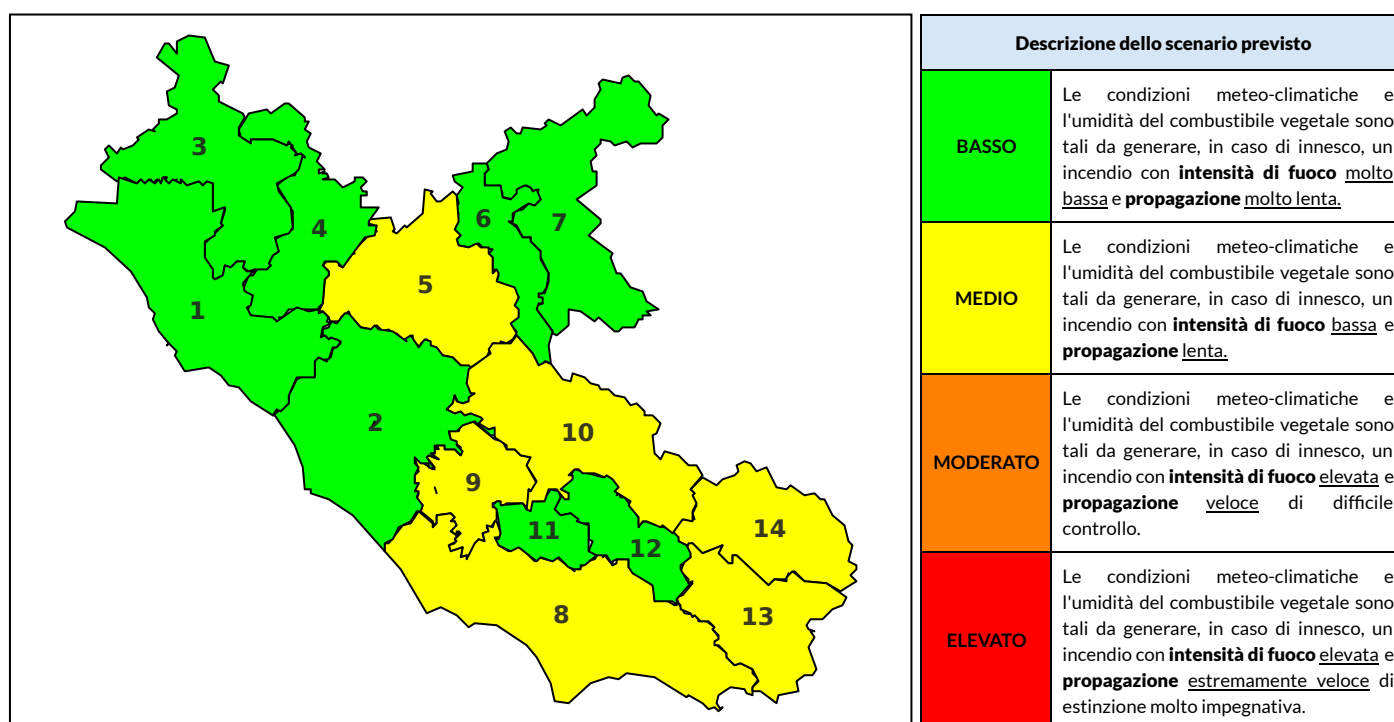 3
4
6
7
5
1
2
10
9
11
12
14
8
13
Descrizione dello scenario previsto
BASSO
Le condizioni meteo-climatiche e
l'umidità del combustibile vegetale sono
tali da generare, in caso di innesco, un
incendio con intensità di fuoco molto
bassa e propagazione molto lenta.
MEDIO
Le condizioni meteo-climatiche e
l'umidità del combustibile vegetale sono
tali da generare, in caso di innesco, un
incendio con intensità di fuoco bassa e
propagazione lenta.
MODERATO
Le condizioni meteo-climatiche e
l'umidità del combustibile vegetale sono
tali da generare, in caso di innesco, un
incendio con intensità di fuoco elevata e
propagazione veloce di difficile
controllo.
ELEVATO
Le condizioni meteo-climatiche e
l'umidità del combustibile vegetale sono
tali da generare, in caso di innesco, un
incendio con intensità di fuoco elevata e
propagazione estremamente veloce di
estinzione molto impegnativa.